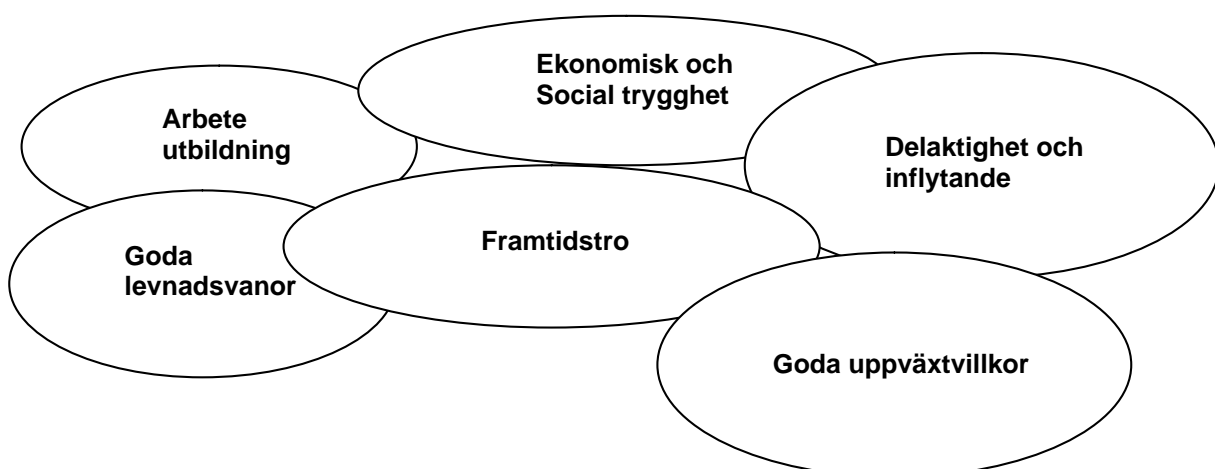 Ekonomisk och
Social trygghet
Arbete
utbildning
Delaktighet och
inflytande
Framtidstro
Goda
levnadsvanor
Goda uppväxtvillkor